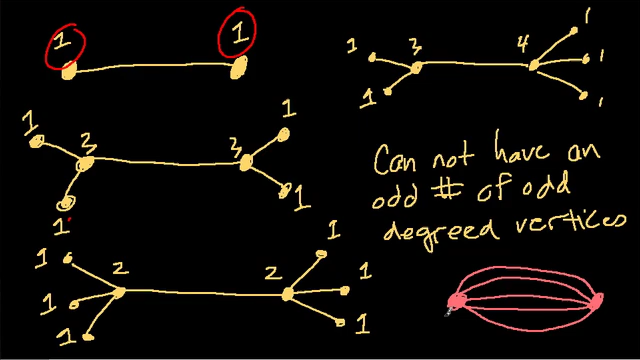 1 1
1 3 4 1
1
1 1
1 3 3 1
1 1
Can not have an
odd # of odd
degreed vertices
1 2 2 1
1 1
1 1